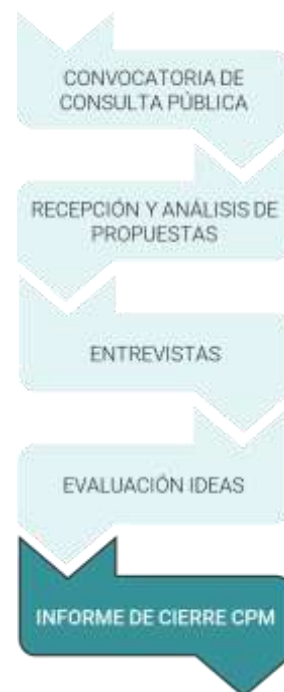 CONVOCATORIA DE
CONSULTA PÚBLICA
RECEPCIÓN Y ANÁLISIS DE
PROPUESTAS
ENTREVISTAS
EVALUACIÓN IDEAS
INFORME DE CIERRE CPM